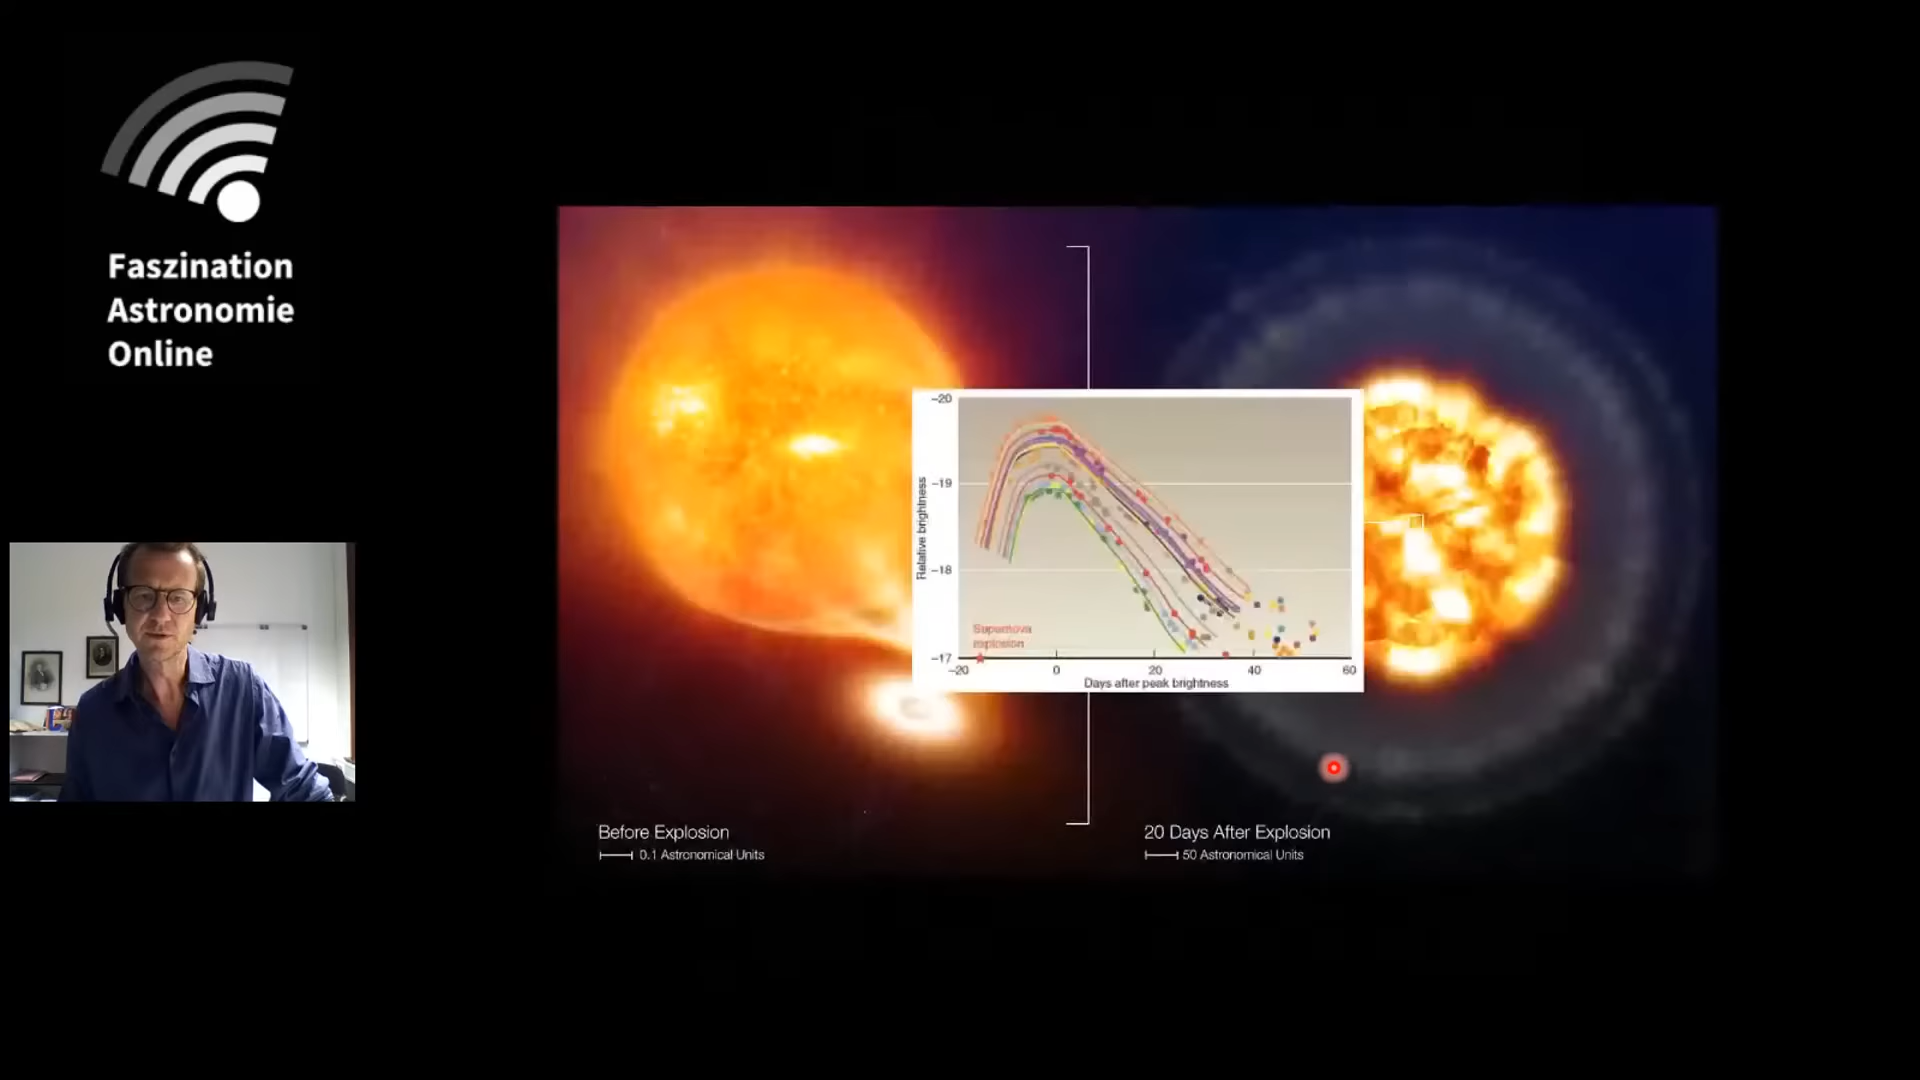 Faszination
Astronomie
Online
−20
−19
−18
−17
Relative brightness
Supernova
explosion
−20 0 20 40 60
Days after peak brightness
Before Explosion
0.1 Astronomical Units
20 Days After Explosion
50 Astronomical Units